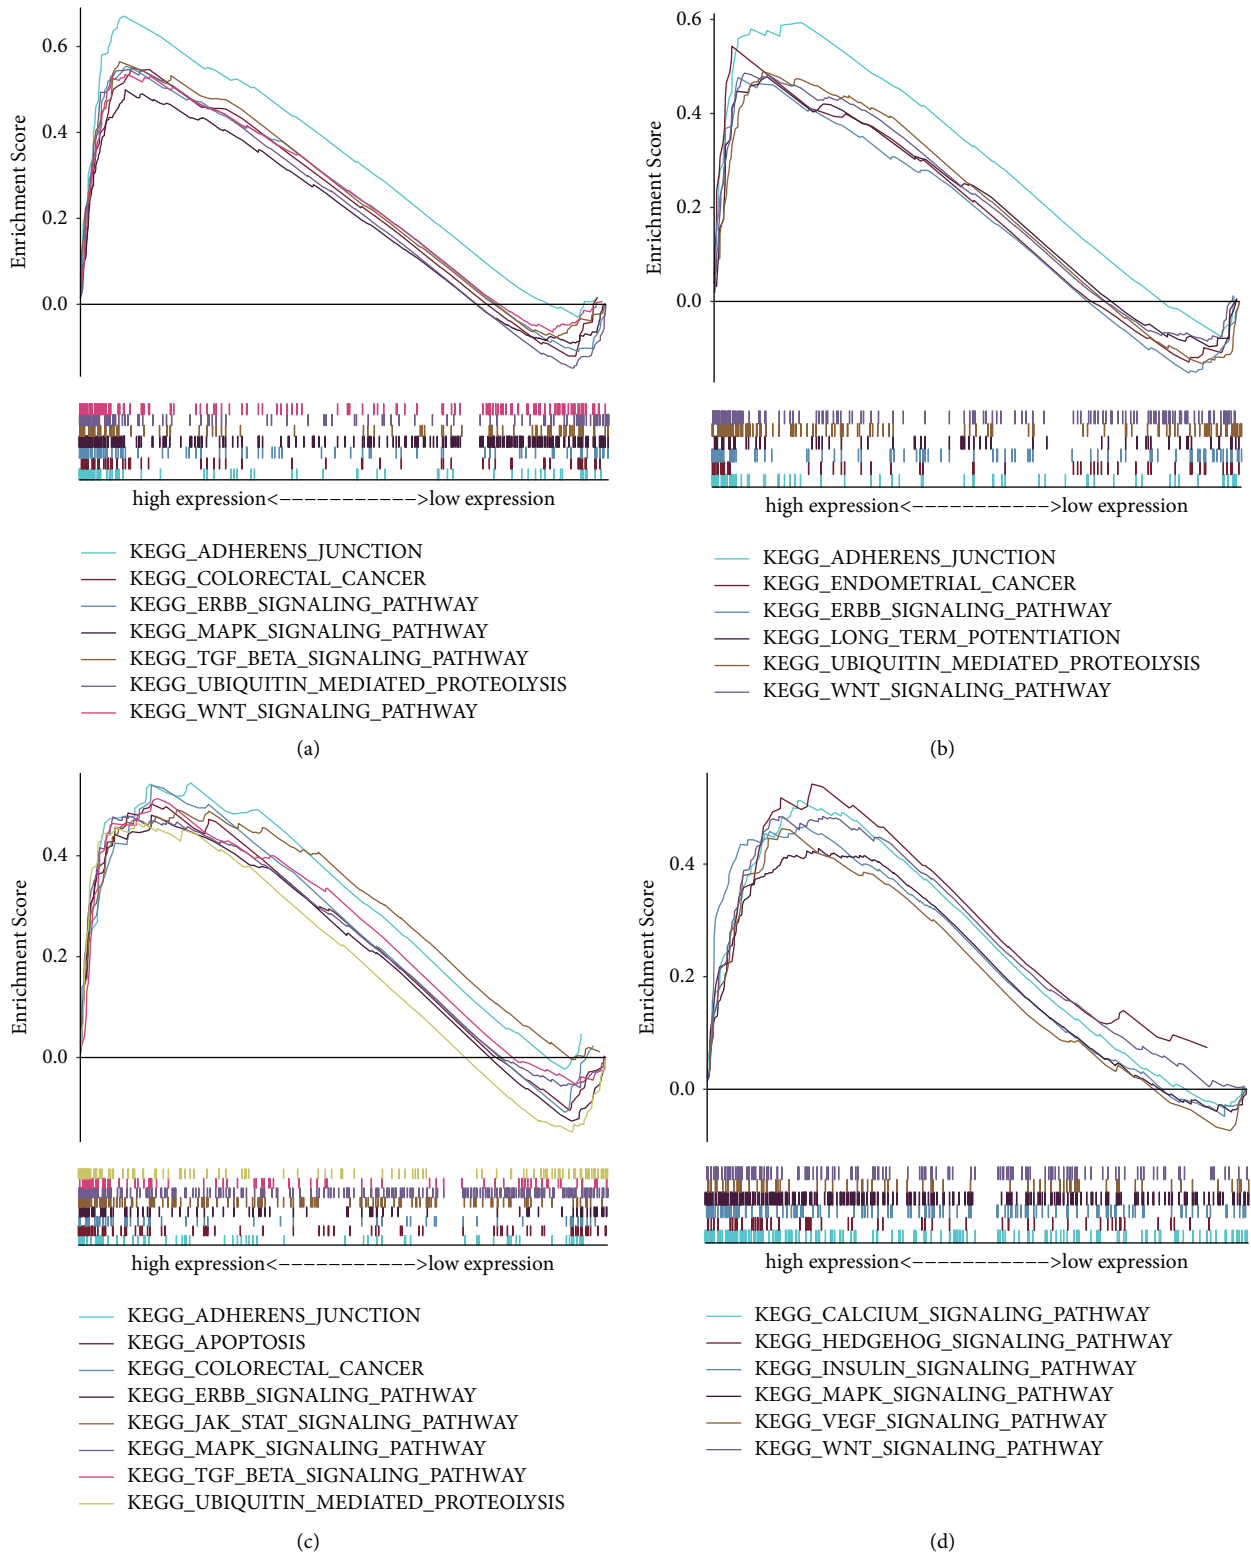 Enrichment Score
0.6
0.4
0.2
0.0
high expression<−−−−−−−−−−−>low expression
KEGG_ADHERENS_JUNCTION
KEGG_COLORECTAL_CANCER
KEGG_ERBB_SIGNALING_PATHWAY
KEGG_MAPK_SIGNALING_PATHWAY
KEGG_TGF_BETA_SIGNALING_PATHWAY
KEGG_UBIQUITIN_MEDIATED_PROTEOLYSIS
KEGG_WNT_SIGNALING_PATHWAY
(a)
Enrichment Score
0.6
0.4
0.2
0.0
high expression<−−−−−−−−−−−>low expression
KEGG_ADHERENS_JUNCTION
KEGG_ENDOMETRIAL_CANCER
KEGG_ERBB_SIGNALING_PATHWAY
KEGG_LONG_TERM_POTENTIATION
KEGG_UBIQUITIN_MEDIATED_PROTEOLYSIS
KEGG_WNT_SIGNALING_PATHWAY
(b)
Enrichment Score
0.4
0.2
0.0
high expression<−−−−−−−−−−−>low expression
KEGG_ADHERENS_JUNCTION
KEGG_APOPTOSIS
KEGG_COLORECTAL_CANCER
KEGG_ERBB_SIGNALING_PATHWAY
KEGG_JAK_STAT_SIGNALING_PATHWAY
KEGG_MAPK_SIGNALING_PATHWAY
KEGG_TGF_BETA_SIGNALING_PATHWAY
KEGG_UBIQUITIN_MEDIATED_PROTEOLYSIS
(c)
Enrichment Score
0.4
0.2
0.0
high expression<−−−−−−−−−−−>low expression
KEGG_CALCIUM_SIGNALING_PATHWAY
KEGG_HEDGEHOG_SIGNALING_PATHWAY
KEGG_INSULIN_SIGNALING_PATHWAY
KEGG_MAPK_SIGNALING_PATHWAY
KEGG_VEGF_SIGNALING_PATHWAY
KEGG_WNT_SIGNALING_PATHWAY
(d)